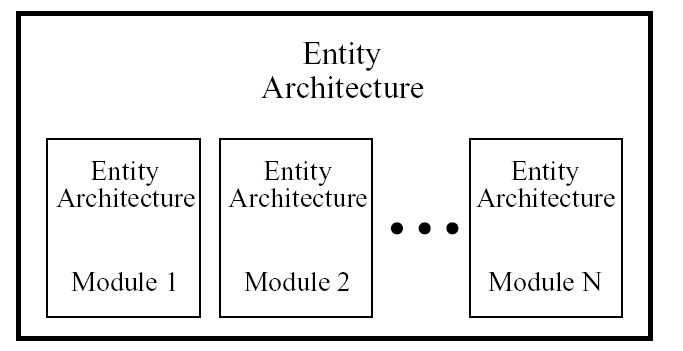 Entity
Architecture
Entity
Architecture
Module 1
Entity
Architecture
Module 2
Entity
Architecture
Module N